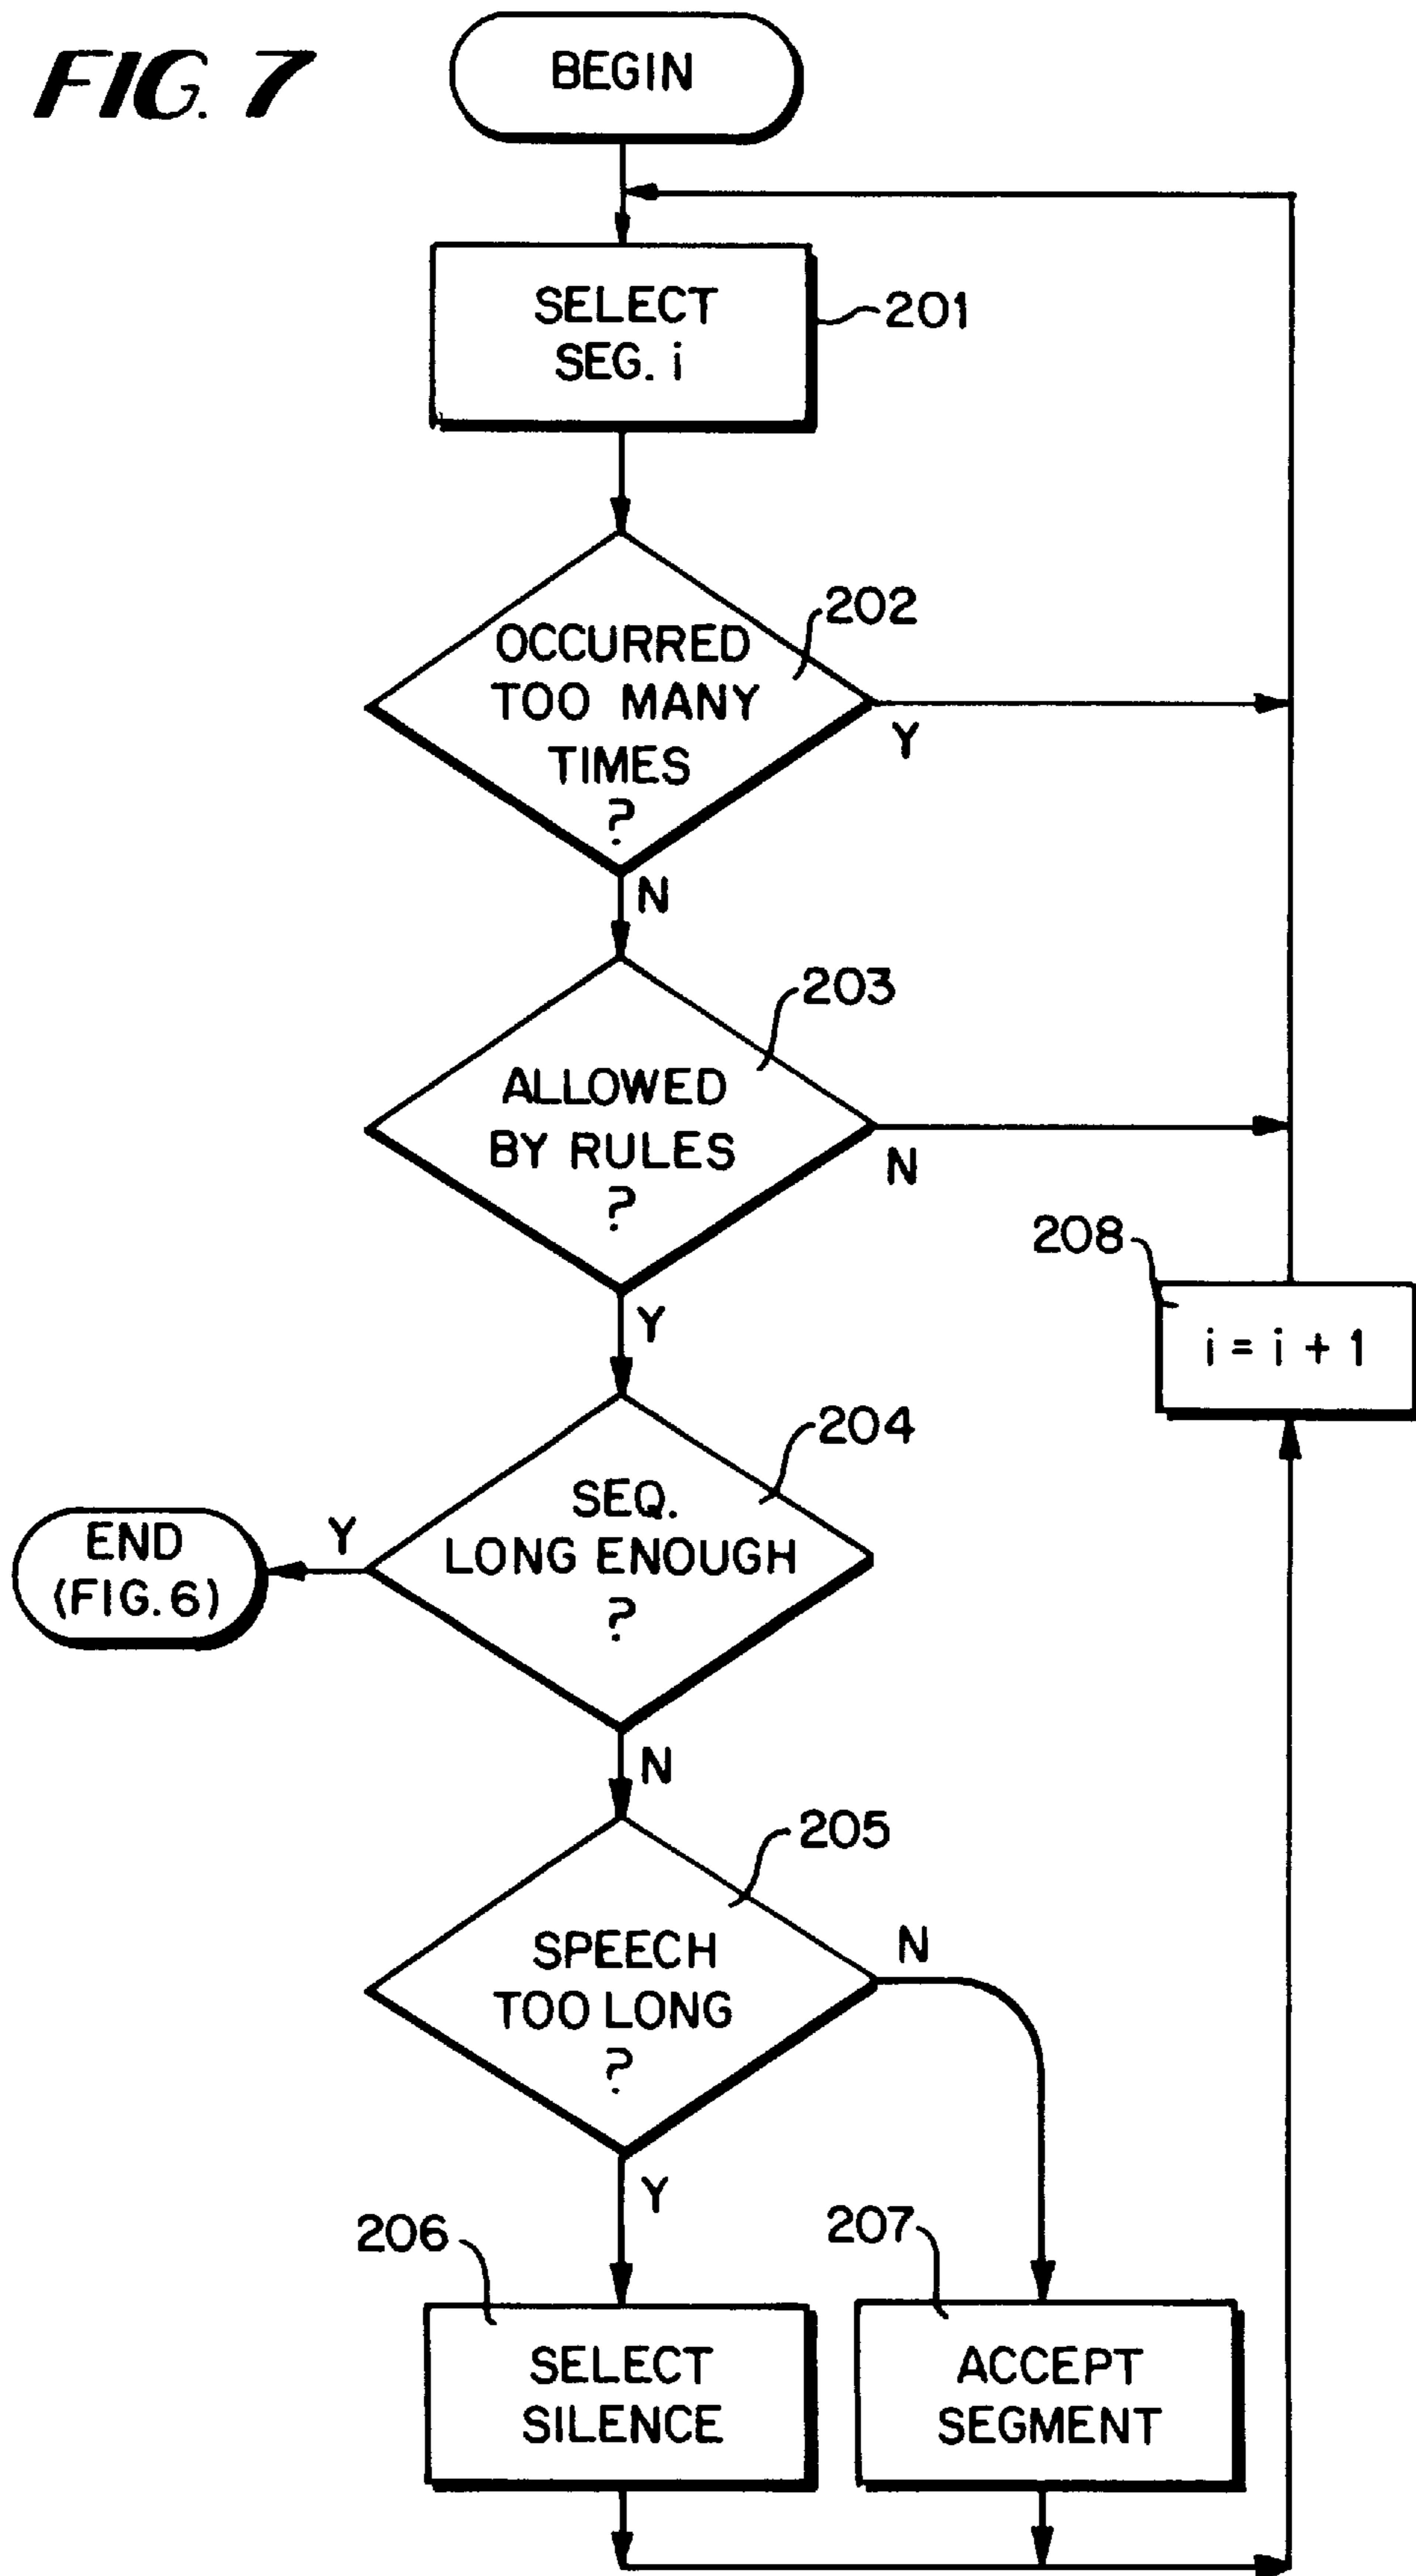 FIG. 7
BEGIN
SELECT
SEG. i
201
OCCURRED
TOO MANY
TIMES
?
202
Y
N
ALLOWED
BY RULES
?
203
N
Y
208
i = i + 1
SEQ.
LONG ENOUGH
?
204
Y
END
(FIG. 6)
N
SPEECH
TOO LONG
?
205
N
Y
206
SELECT
SILENCE
207
ACCEPT
SEGMENT